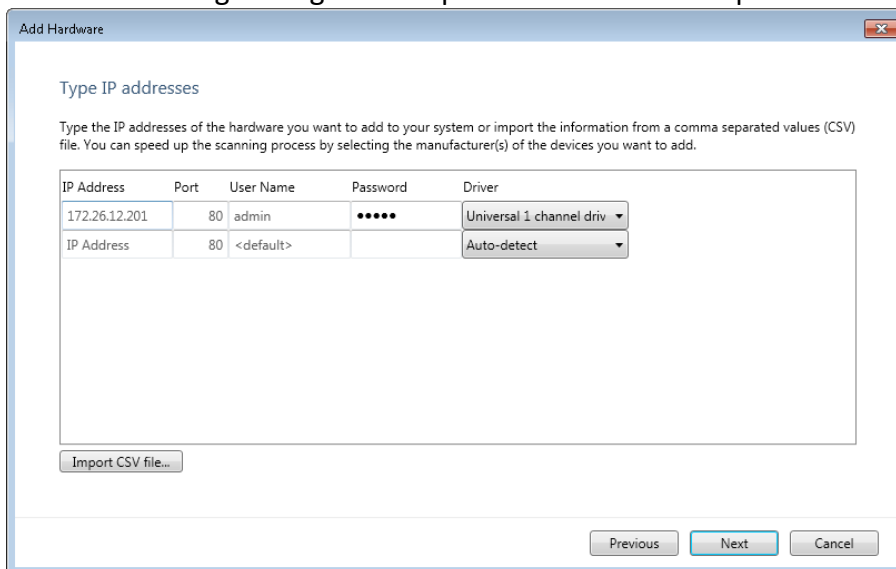 Add Hardware
Type IP addresses
Type the IP addresses of the hardware you want to add to your system or import the information from a comma separated values (CSV)
file. You can speed up the scanning process by selecting the manufacturer(s) of the devices you want to add.
IP Address Port User Name Password Driver
172.26.12.201 80 admin ●●●●● Universal 1 channel driv
IP Address 80 <default> Auto-detect
Import CSV file...
Previous Next Cancel